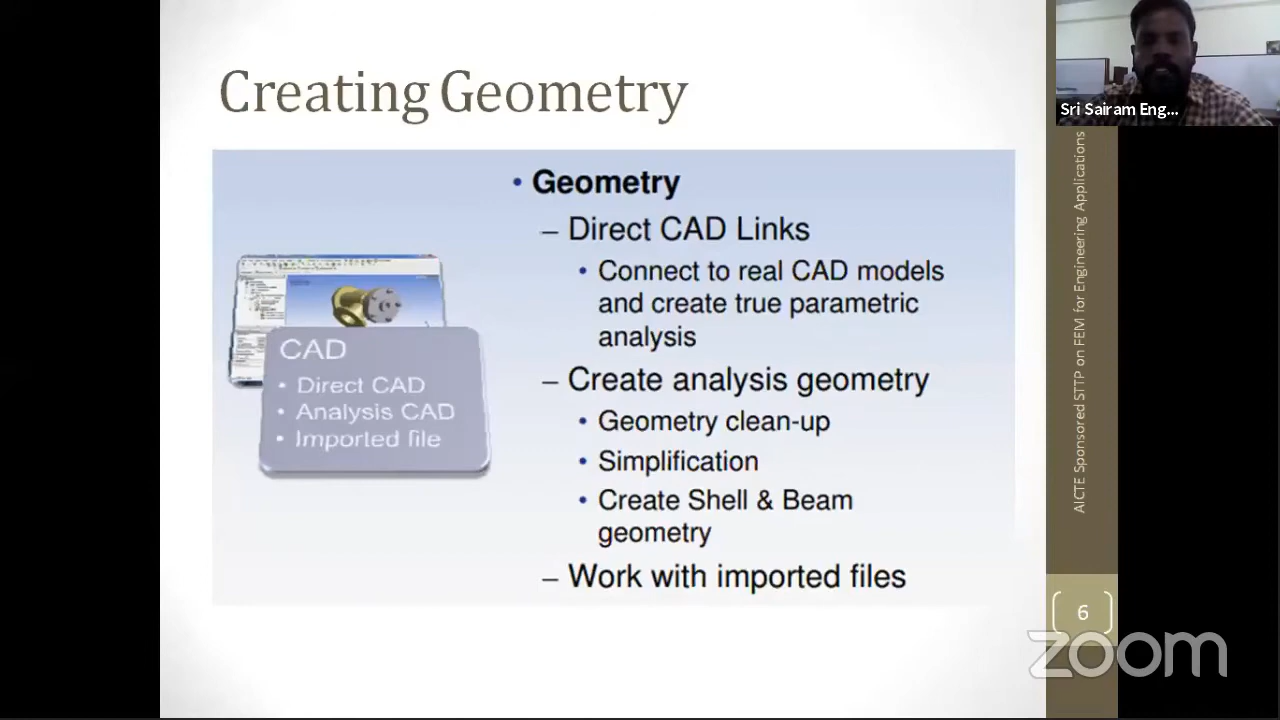 Creating Geometry
• Geometry
– Direct CAD Links
• Connect to real CAD models
and create true parametric
analysis
– Create analysis geometry
• Geometry clean-up
• Simplification
• Create Shell & Beam
geometry
– Work with imported files
CAD
• Direct CAD
• Analysis CAD
• Imported file
Sri Sairam Eng...
AICTE Sponsored STTP on FEM for Engineering Applications
6
zoom